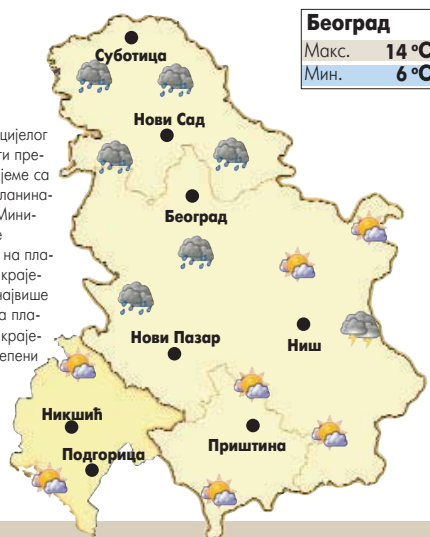 Београд
Макс. 14 °C
Мин. 6 °C
Суботица
Нови Сад
Београд
Ниш
Нови Пазар
Никшић
Приштина
Подгорица
цијелог
ти пре-
јеме са
ланина-
Мини-
е
на пла-
краје-
највише
а пла-
краје-
епени